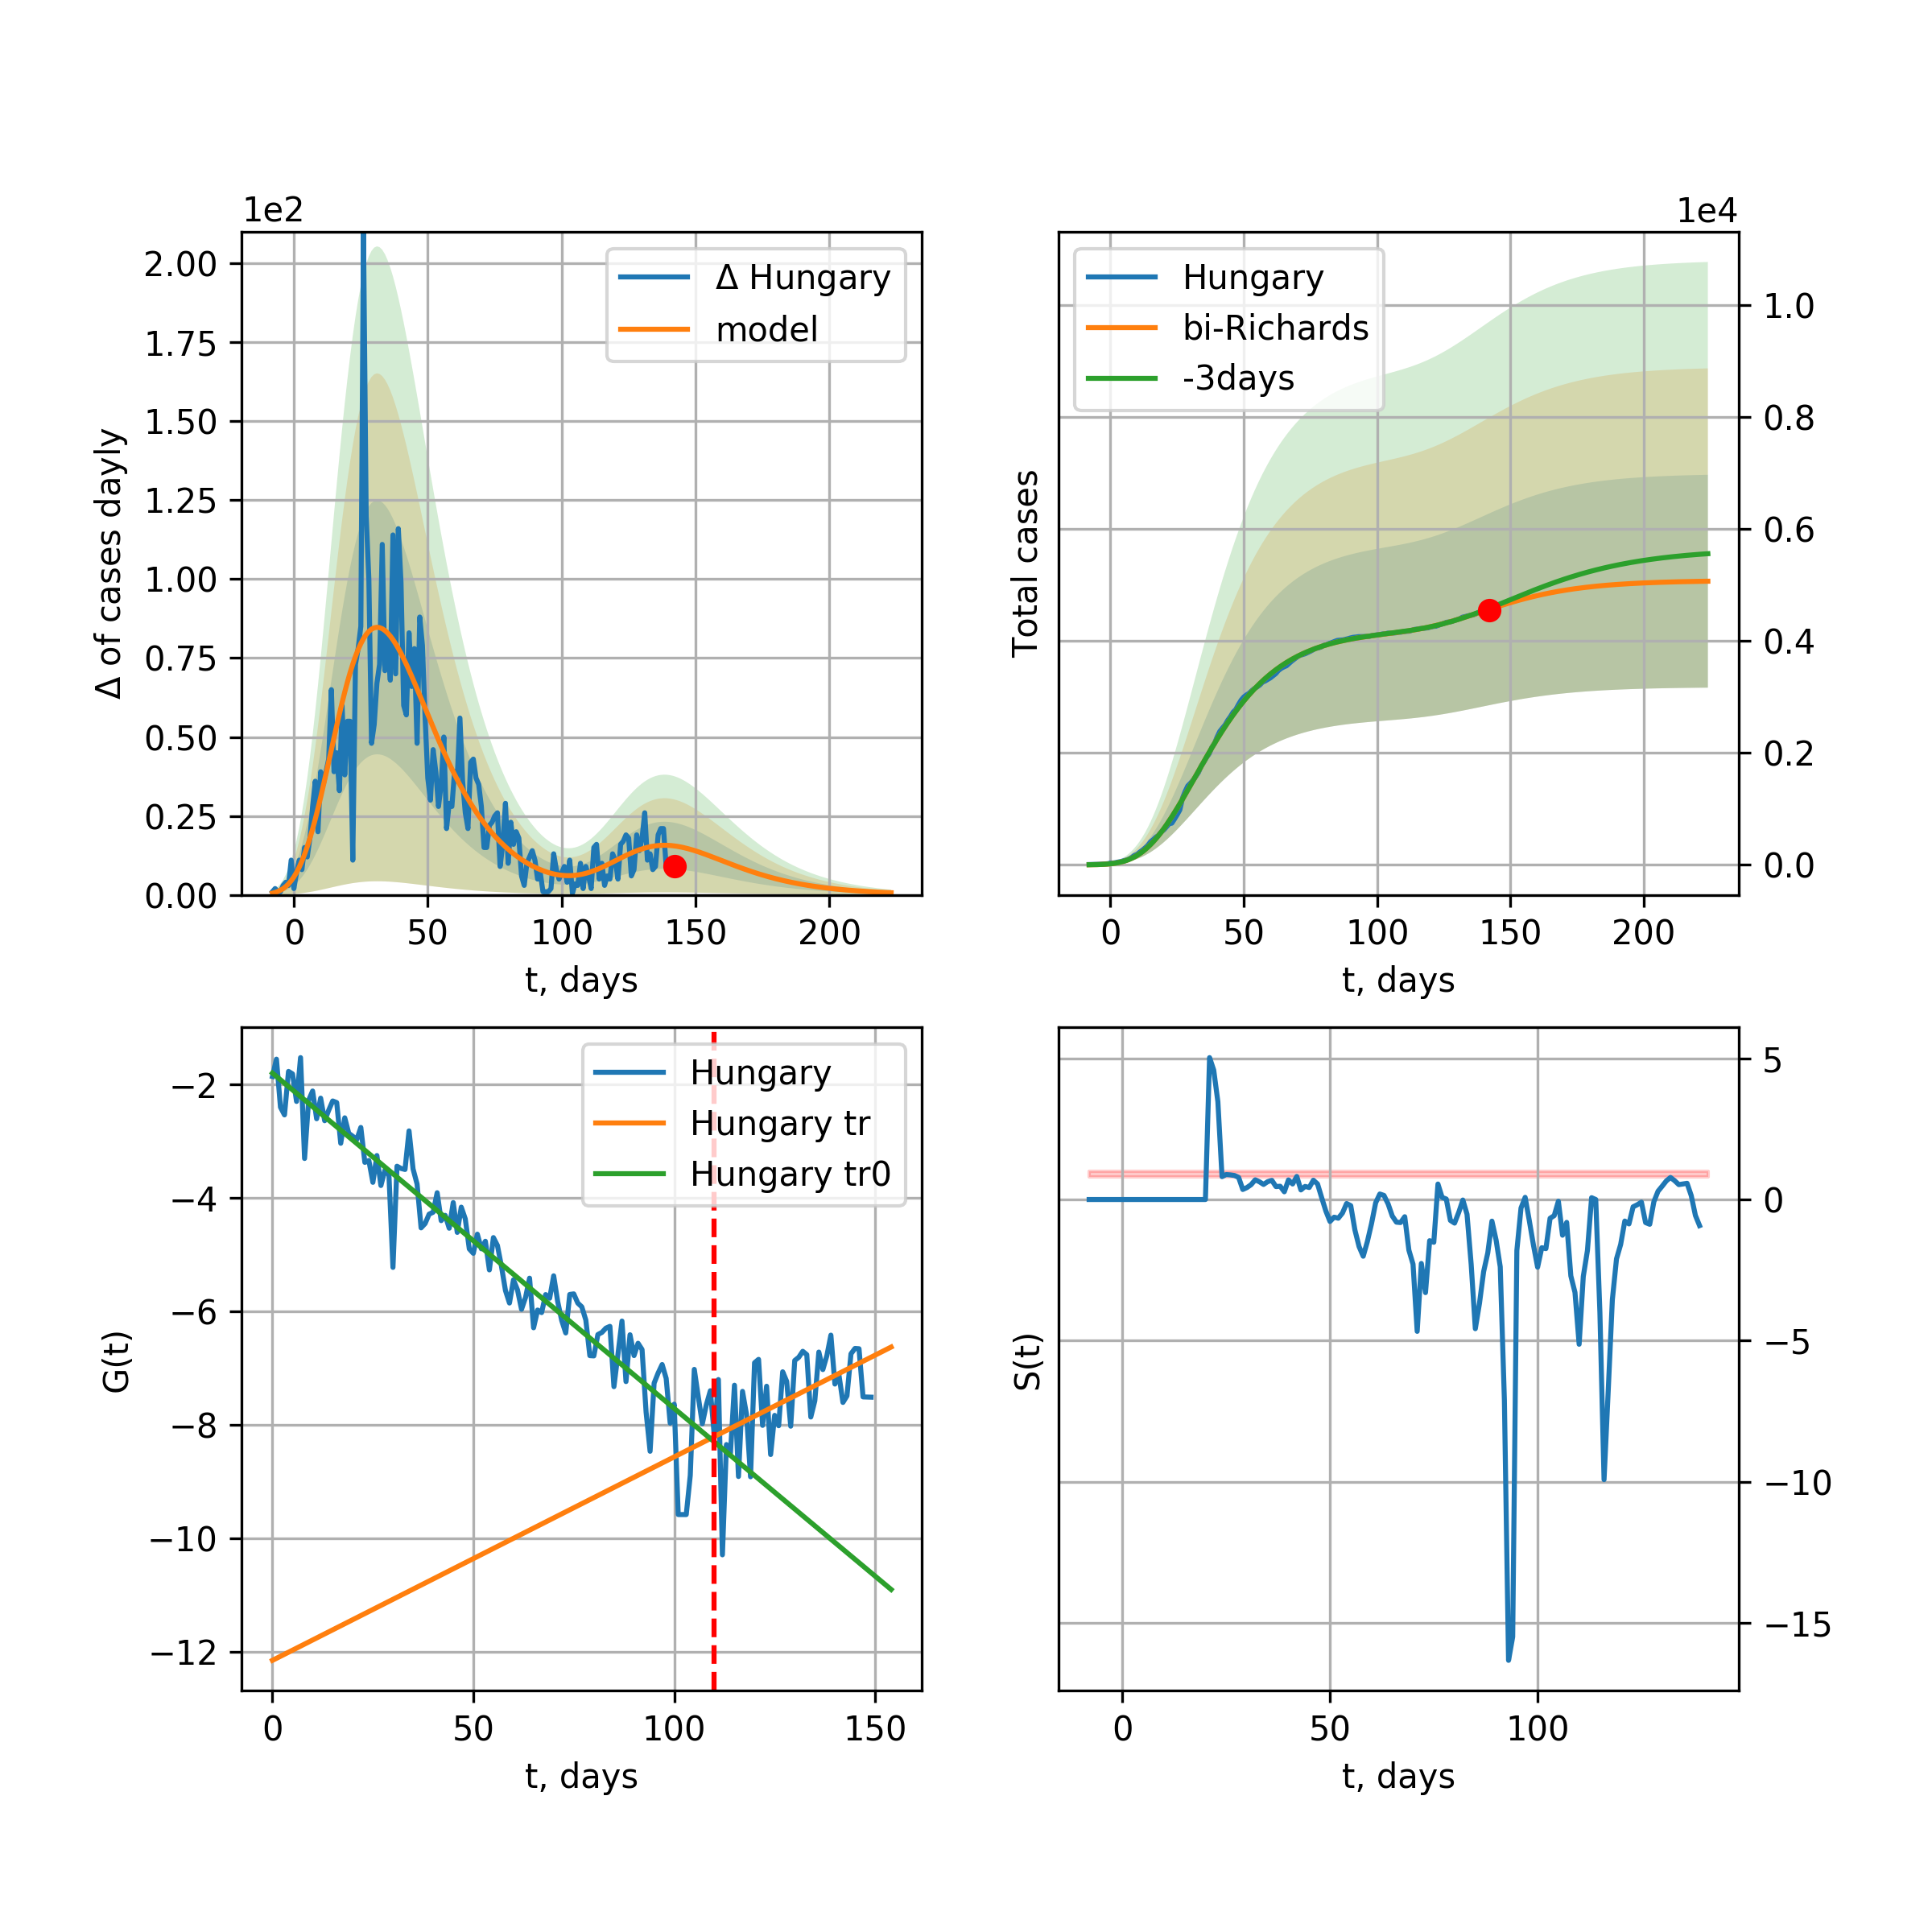 1e2
Δ of cases dayly
2.00
1.75
1.50
1.25
1.00
0.75
0.50
0.25
0.00
0 50 100 150 200
t, days
Δ Hungary
model
1e4
Total cases
1.0
0.8
0.6
0.4
0.2
0.0
0 50 100 150 200
t, days
Hungary
bi-Richards
-3days
G(t)
−2
−4
−6
−8
−10
−12
0 50 100 150
t, days
Hungary
Hungary tr
Hungary tr0
S(t)
5
0
−5
−10
−15
0 50 100
t, days